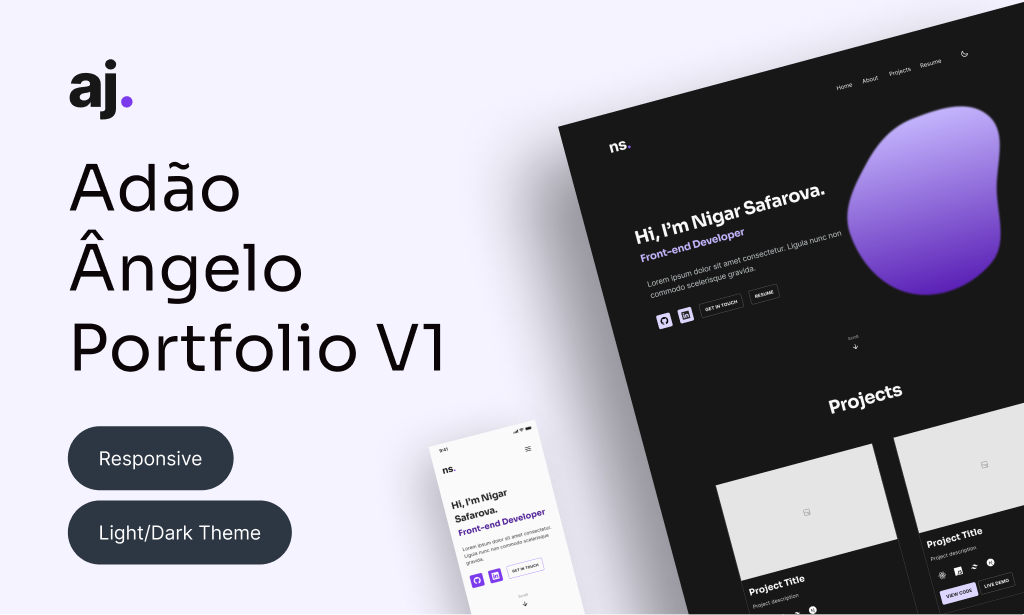 aj.
Adão
Ângelo
Portfolio V1
Responsive
Light/Dark Theme
Home About Projects Resume
ns.
Hi, I'm Nigar Safarova.
Front-end Developer
Lorem ipsum dolor sit amet consectetur. Ligula nunc non
commodo scelerisque gravida.
GET IN TOUCH RESUME
Scroll
Projects
Project Title
Project description
Project Title
Project description
VIEW CODE LIVE DEMO
9:41
ns.
Hi, I'm Nigar
Safarova.
Front-end Developer
Lorem ipsum dolor sit amet consectetur.
Ligula nunc non commodo scelerisque
gravida.
GET IN TOUCH
Scroll